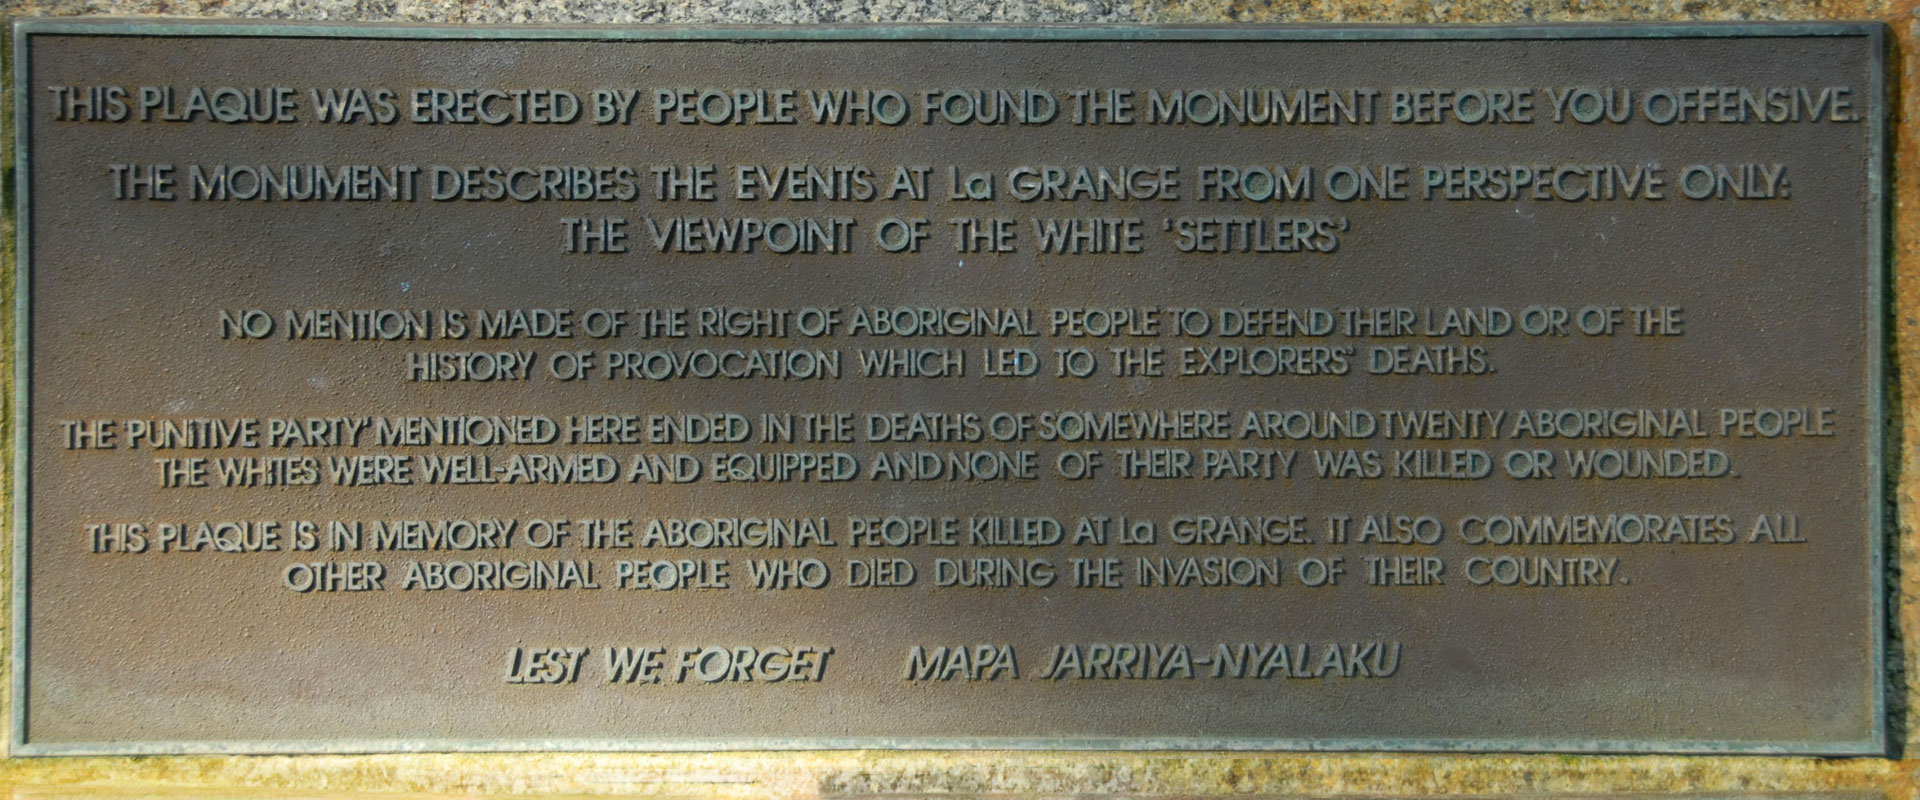 THIS PLAQUE WAS ERECTED BY PEOPLE WHO FOUND THE MONUMENT BEFORE YOU OFFENSIVE.
THE MONUMENT DESCRIBES THE EVENTS AT La GRANGE FROM ONE PERSPECTIVE ONLY:
THE VIEWPOINT OF THE WHITE 'SETTLERS'
NO MENTION IS MADE OF THE RIGHT OF ABORIGINAL PEOPLE TO DEFEND THEIR LAND OR OF THE
HISTORY OF PROVOCATION WHICH LED TO THE EXPLORERS' DEATHS.
THE 'PUNITIVE PARTY' MENTIONED HERE ENDED IN THE DEATHS OF SOMEWHERE AROUND TWENTY ABORIGINAL PEOPLE
THE WHITES WERE WELL-ARMED AND EQUIPPED AND NONE OF THEIR PARTY WAS KILLED OR WOUNDED.
THIS PLAQUE IS IN MEMORY OF THE ABORIGINAL PEOPLE KILLED AT La GRANGE. IT ALSO COMMEMORATES ALL
OTHER ABORIGINAL PEOPLE WHO DIED DURING THE INVASION OF THEIR COUNTRY.
LEST WE FORGET MAPA JARRIYA-NYALAKU